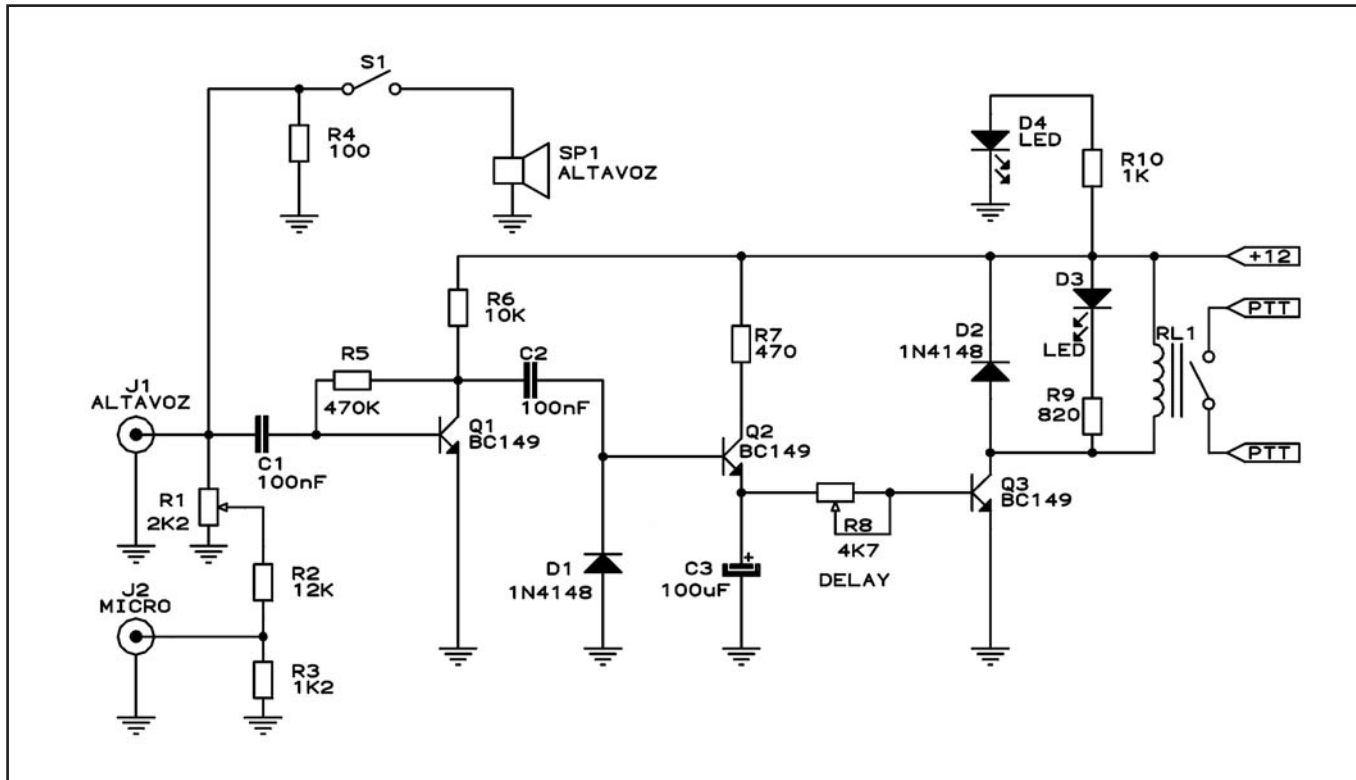 S1
R4
100
SP1
ALTAVOZ
D4
LED
R10
1K
+12
R6
10K
R7
470
D3
LED
PTT
D2
1N4148
RL1
R5
470K
C2
100nF
R9
820
J1
ALTAVOZ
C1
100nF
Q1
BC149
Q2
BC149
PTT
R1
2K2
Q3
BC149
R8
4K7
DELAY
R2
12K
D1
1N4148
C3
+
100uF
J2
MICRO
R3
1K2